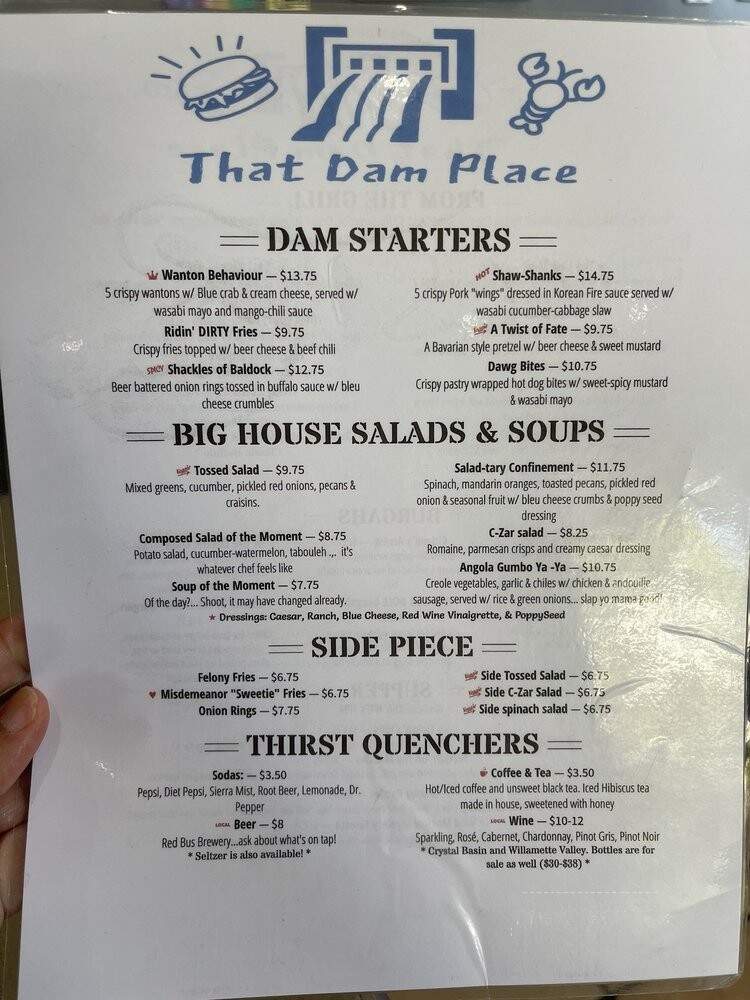 That Dam Place
DAM STARTERS
Wanton Behaviour — $13.75
5 crispy wantons w/ Blue crab & cream cheese, served w/
wasabi mayo and mango-chili sauce
Ridin' DIRTY Fries — $9.75
Crispy fries topped w/ beer cheese & beef chili
SPICY Shackles of Baldock — $12.75
Beer battered onion rings tossed in buffalo sauce w/ bleu
cheese crumbles
HOT Shaw-Shanks — $14.75
5 crispy Pork "wings" dressed in Korean Fire sauce served w/
wasabi cucumber-cabbage slaw
A Twist of Fate — $9.75
A Bavarian style pretzel w/ beer cheese & sweet mustard
Dawg Bites — $10.75
Crispy pastry wrapped hot dog bites w/ sweet-spicy mustard
& wasabi mayo
BIG HOUSE SALADS & SOUPS
Tossed Salad — $9.75
Mixed greens, cucumber, pickled red onions, pecans &
craisins.
Composed Salad of the Moment — $8.75
Potato salad, cucumber-watermelon, tabouleh .,. it's
whatever chef feels like
Soup of the Moment — $7.75
Of the day?... Shoot, it may have changed already.
Salad-tary Confinement — $11.75
Spinach, mandarin oranges, toasted pecans, pickled red
onion & seasonal fruit w/ bleu cheese crumbs & poppy seed
dressing
C-Zar salad — $8.25
Romaine, parmesan crisps and creamy caesar dressing
Angola Gumbo Ya -Ya — $10.75
Creole vegetables, garlic & chiles w/ chicken & andouille
sausage, served w/ rice & green onions... slap yo mama good!
★ Dressings: Caesar, Ranch, Blue Cheese, Red Wine Vinaigrette, & PoppySeed
SIDE PIECE
Felony Fries — $6.75
♥ Misdemeanor "Sweetie" Fries — $6.75
Onion Rings — $7.75
Side Tossed Salad — $6.75
Side C-Zar Salad — $6.75
Side spinach salad — $6.75
THIRST QUENCHERS
Sodas: — $3.50
Pepsi, Diet Pepsi, Sierra Mist, Root Beer, Lemonade, Dr.
Pepper
LOCAL Beer — $8
Red Bus Brewery...ask about what's on tap!
* Seltzer is also available! *
Coffee & Tea — $3.50
Hot/Iced coffee and unsweet black tea. Iced Hibiscus tea
made in house, sweetened with honey
LOCAL Wine — $10-12
Sparkling, Rosé, Cabernet, Chardonnay, Pinot Gris, Pinot Noir
* Crystal Basin and Willamette Valley. Bottles are for
sale as well ($30-$38) *